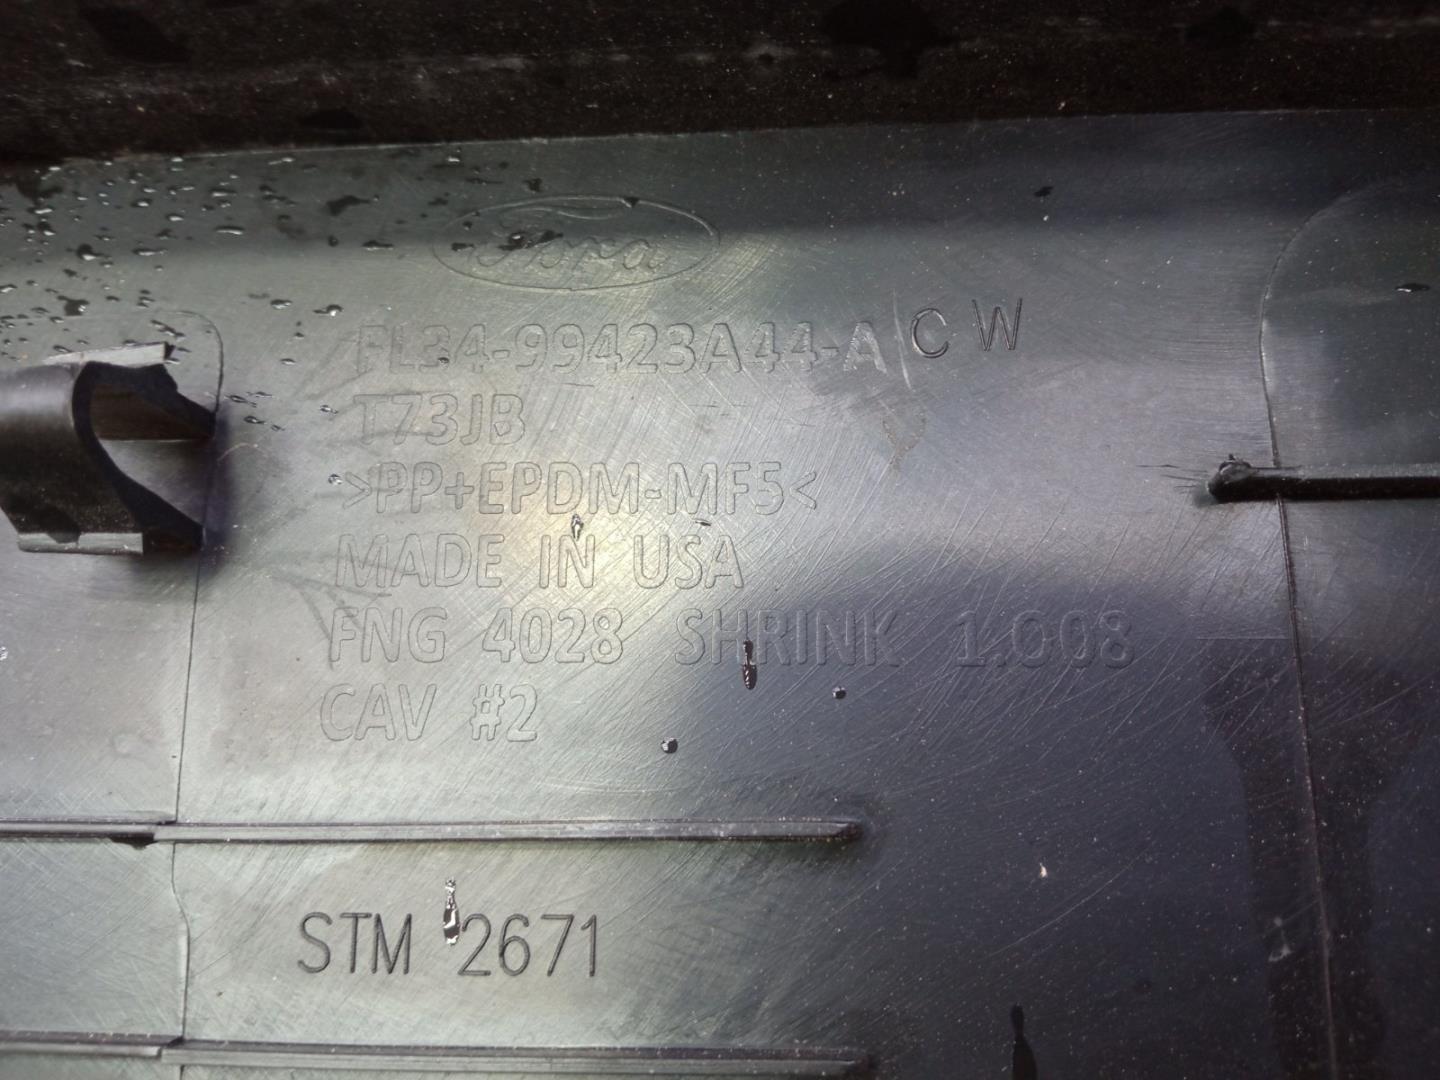 Ford
FL34-99423A44-A/CW
T73JB
>PP+EPDM-MF5<
MADE IN USA
FNG 4028 SHRINK 1.008
CAV #2
STM 2671